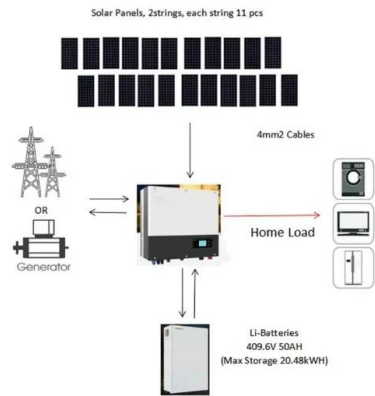 Solar Panels, 2strings, each string 11 pcs
4mm2 Cables
OR
Generator
Home Load
Li-Batteries
409.6V 50AH
(Max Storage 20.48kWH)